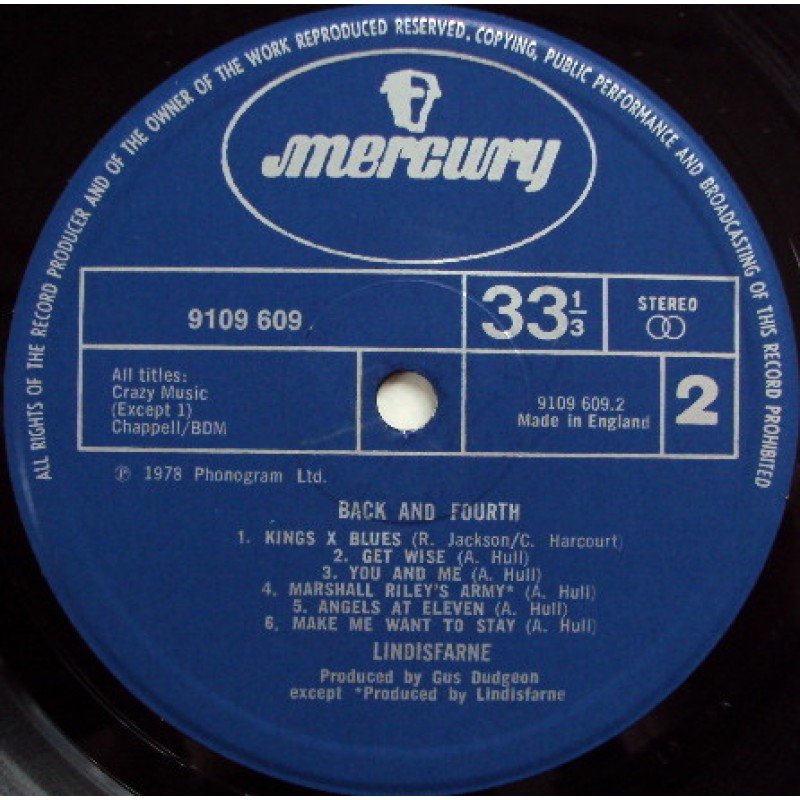 ALL RIGHTS OF THE RECORD PRODUCER AND OF THE OWNER OF THE WORK REPRODUCED RESERVED. COPYING, PUBLIC PERFORMANCE AND BROADCASTING OF THIS RECORD PROHIBITED
mercury
9109 609
33 1/3
STEREO
All titles:
Crazy Music
(Except 1)
Chappell/BDM
9109 609.2
Made in England
2
℗ 1978 Phonogram Ltd.
BACK AND FOURTH
1. KINGS X BLUES (R. Jackson/C. Harcourt)
2. GET WISE (A. Hull)
3. YOU AND ME (A. Hull)
4. MARSHALL RILEY'S ARMY* (A. Hull)
5. ANGELS AT ELEVEN (A. Hull)
6. MAKE ME WANT TO STAY (A. Hull)
LINDISFARNE
Produced by Gus Dudgeon
except *Produced by Lindisfarne